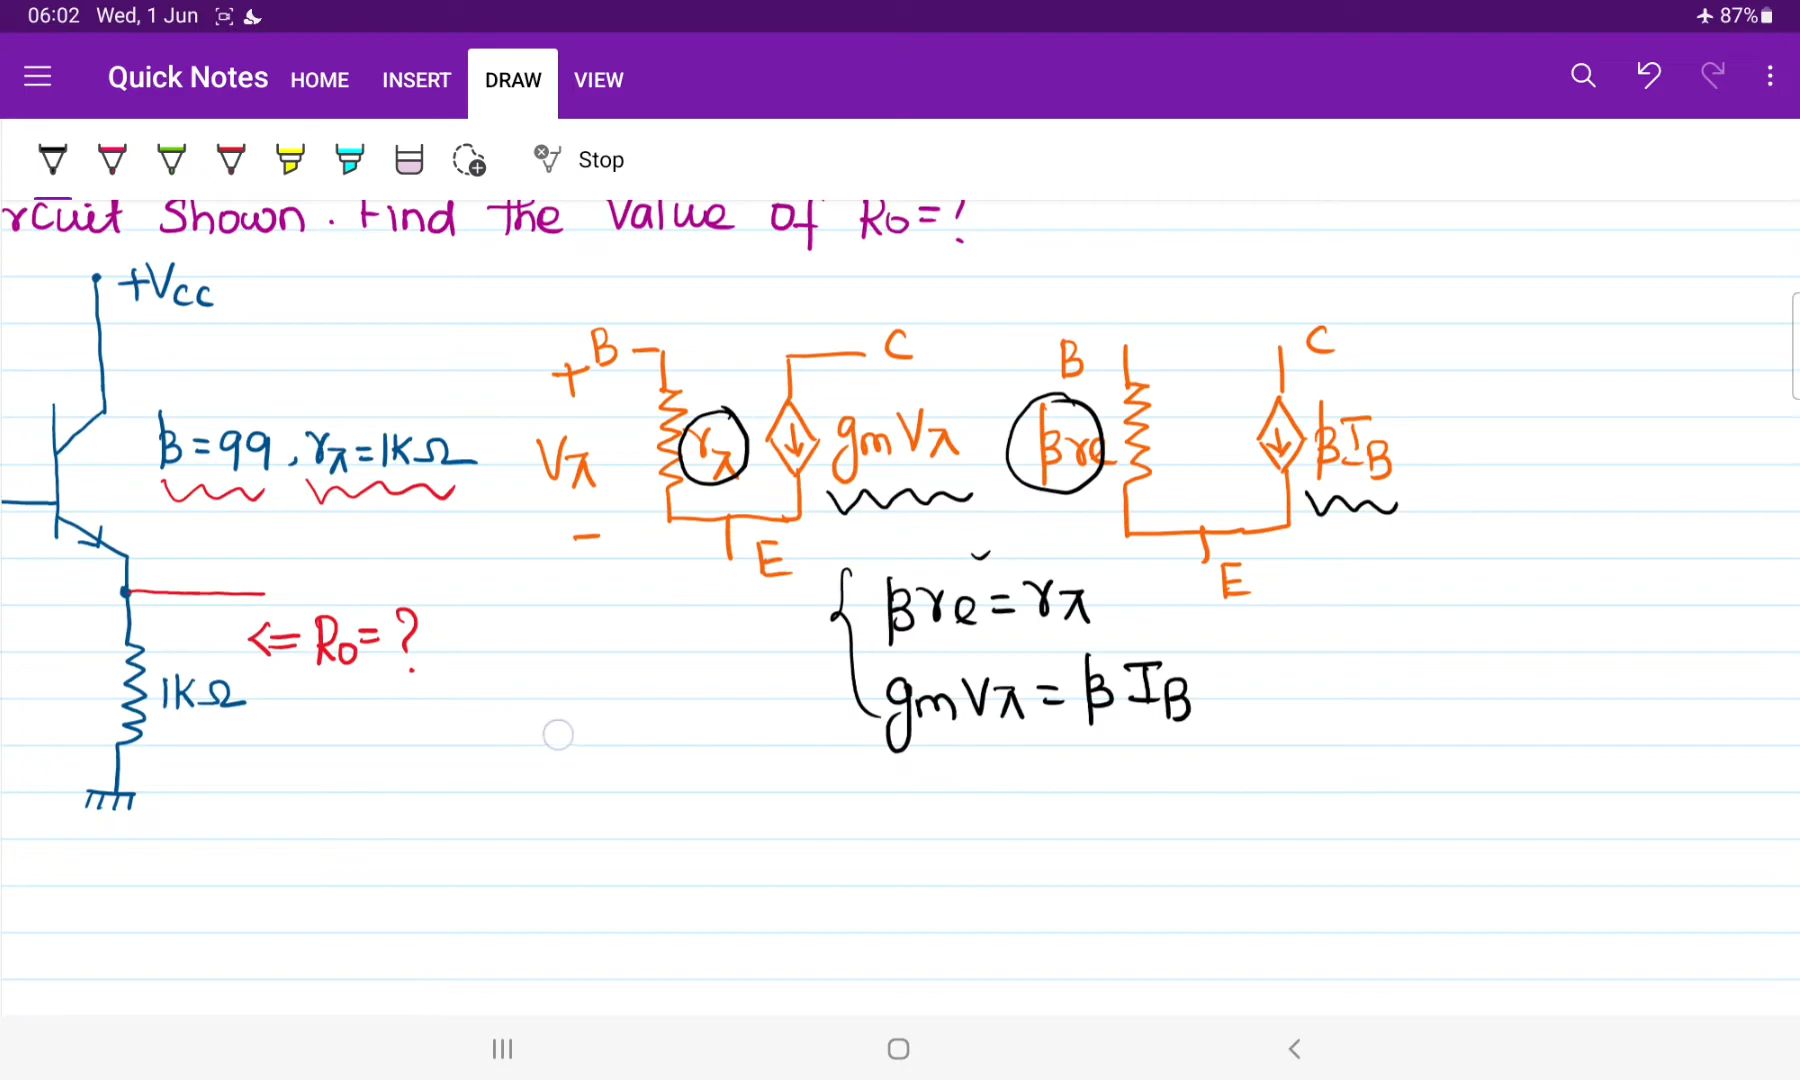 06:02 Wed, 1 Jun 87%
Quick Notes HOME INSERT DRAW VIEW
Stop
rcuit Shown. Find the Value of Ro=?
+Vcc
β=99, rπ=1KΩ
<= Ro=?
1KΩ
B C
+
Vπ rπ gmVπ
-
E
B C
βre βIB
E
βre=rπ
gmVπ=βIB